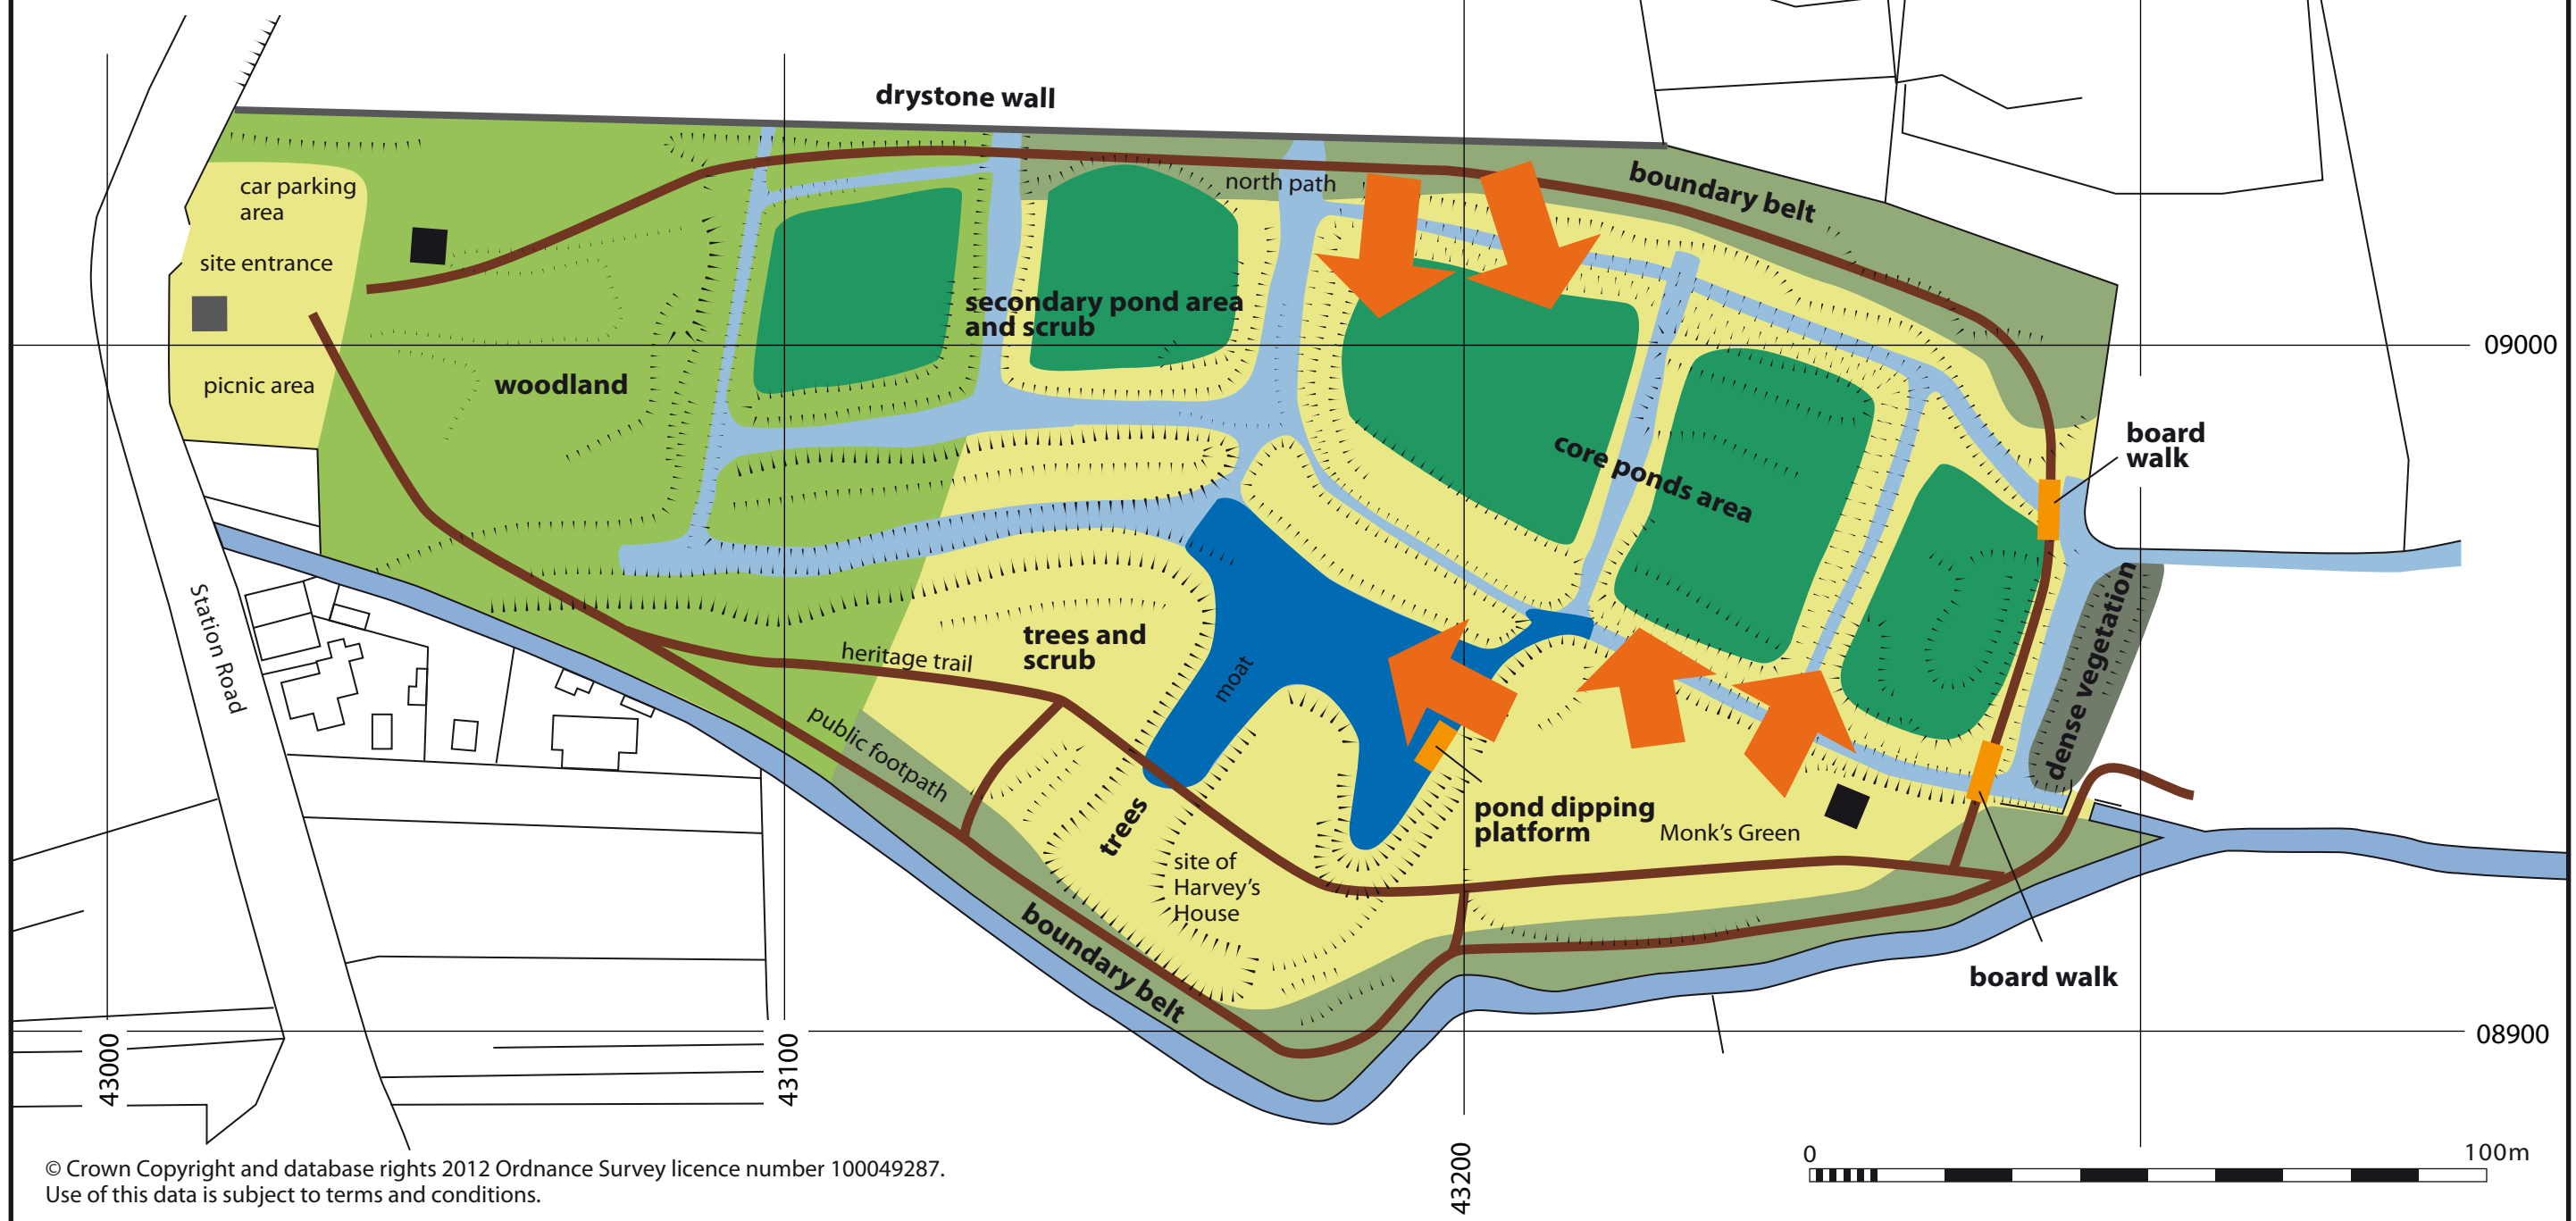 drystone wall
car parking
area
north path
boundary belt
site entrance
secondary pond area
and scrub
09000
picnic area
woodland
board
walk
core ponds area
Station Road
dense vegetation
trees and
scrub
heritage trail
moat
public footpath
trees
pond dipping
platform
Monk's Green
site of
Harvey's
House
boundary belt
board walk
08900
43000
43100
43200
0
100m
© Crown Copyright and database rights 2012 Ordnance Survey licence number 100049287.
Use of this data is subject to terms and conditions.